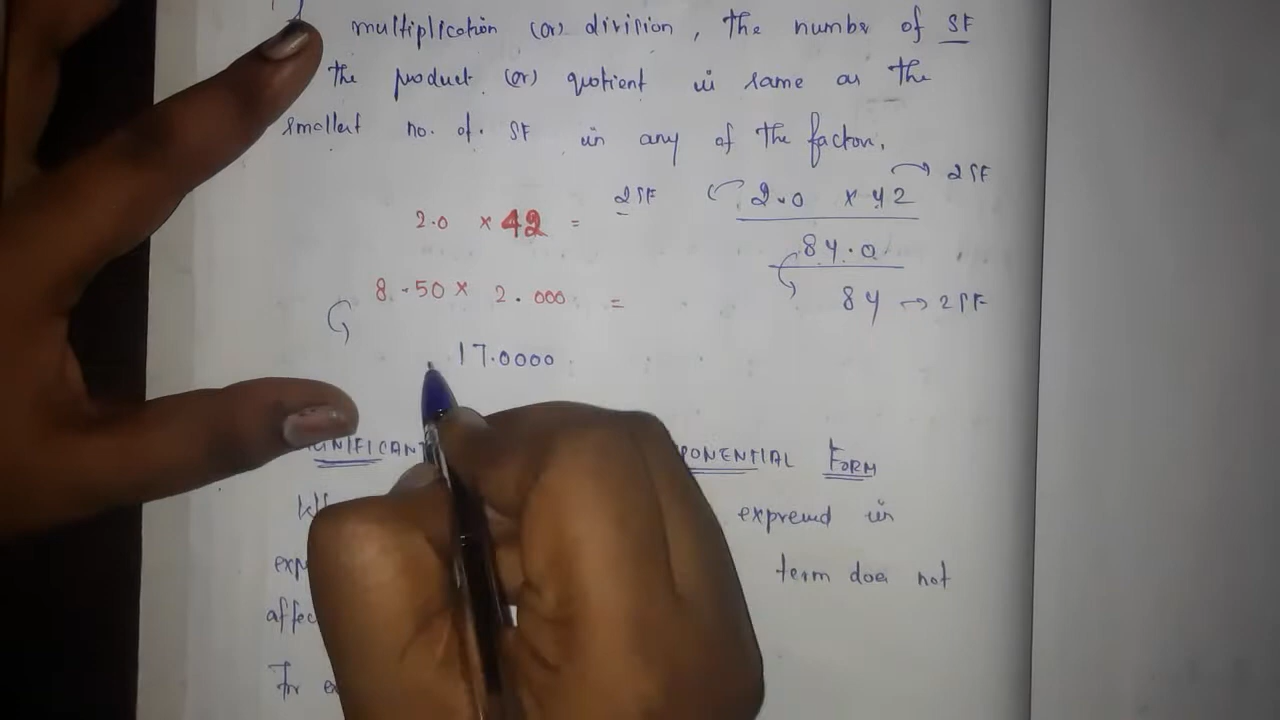 multiplication (or) division, the numbr of SF
the product (or) quotient is same as the
smallest no. of. SF in any of the factors.
2.0 × 42 = 2SF
2.0 × 42 → 2SF
84.0
84 → 2SF
8.50 × 2.000 =
17.0000
FORM
expressed in
term does not